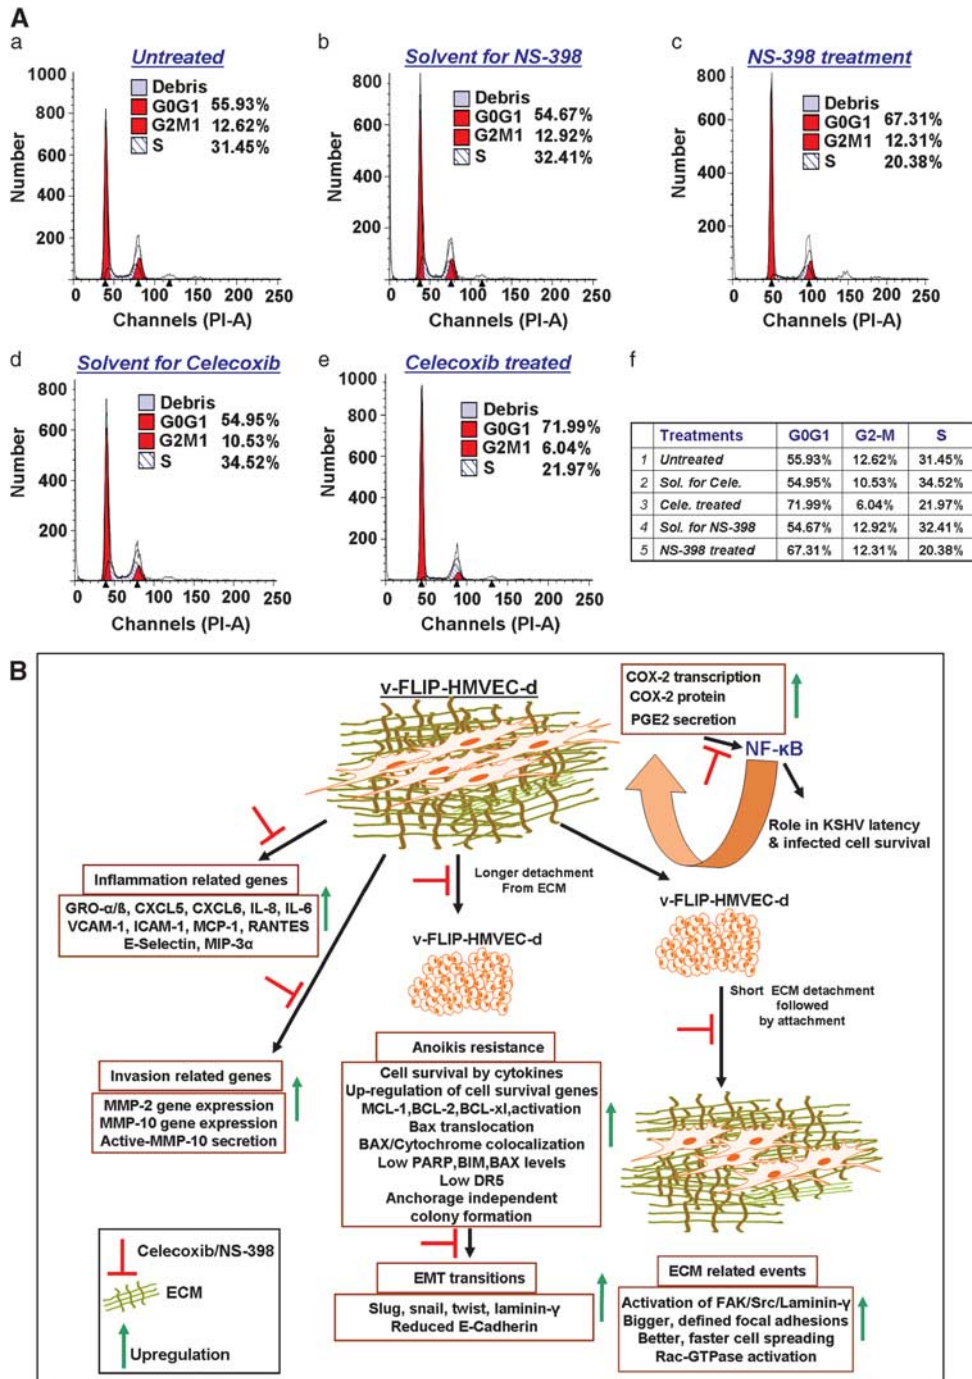 A
a
Untreated
1000
800
600
400
200
Number
Debris
G0G1 55.93%
G2M1 12.62%
S 31.45%
0 50 100 150 200 250
Channels (PI-A)
b
Solvent for NS-398
800
600
400
200
Number
Debris
G0G1 54.67%
G2M1 12.92%
S 32.41%
0 50 100 150 200 250
Channels (PI-A)
c
NS-398 treatment
800
600
400
200
Number
Debris
G0G1 67.31%
G2M1 12.31%
S 20.38%
0 50 100 150 200 250
Channels (PI-A)
d
Solvent for Celecoxib
800
600
400
200
Number
Debris
G0G1 54.95%
G2M1 10.53%
S 34.52%
0 50 100 150 200 250
Channels (PI-A)
e
Celecoxib treated
1000
800
600
400
200
Number
Debris
G0G1 71.99%
G2M1 6.04%
S 21.97%
0 50 100 150 200 250
Channels (PI-A)
f
Treatments G0G1 G2-M S
1 Untreated 55.93% 12.62% 31.45%
2 Sol. for Cele. 54.95% 10.53% 34.52%
3 Cele. treated 71.99% 6.04% 21.97%
4 Sol. for NS-398 54.67% 12.92% 32.41%
5 NS-398 treated 67.31% 12.31% 20.38%
B
v-FLIP-HMVEC-d
COX-2 transcription
COX-2 protein
PGE2 secretion
NF-κB
Role in KSHV latency
& infected cell survival
Inflammation related genes
GRO-α/ß, CXCL5, CXCL6, IL-8, IL-6
VCAM-1, ICAM-1, MCP-1, RANTES
E-Selectin, MIP-3α
Longer detachment
From ECM
v-FLIP-HMVEC-d
v-FLIP-HMVEC-d
Short ECM detachment
followed
by attachment
Invasion related genes
MMP-2 gene expression
MMP-10 gene expression
Active-MMP-10 secretion
Anoikis resistance
Cell survival by cytokines
Up-regulation of cell survival genes
MCL-1,BCL-2,BCL-xl,activation
Bax translocation
BAX/Cytochrome colocalization
Low PARP,BIM,BAX levels
Low DR5
Anchorage independent
colony formation
EMT transitions
Slug, snail, twist, laminin-γ
Reduced E-Cadherin
ECM related events
Activation of FAK/Src/Laminin-γ
Bigger, defined focal adhesions
Better, faster cell spreading
Rac-GTPase activation
Celecoxib/NS-398
ECM
Upregulation